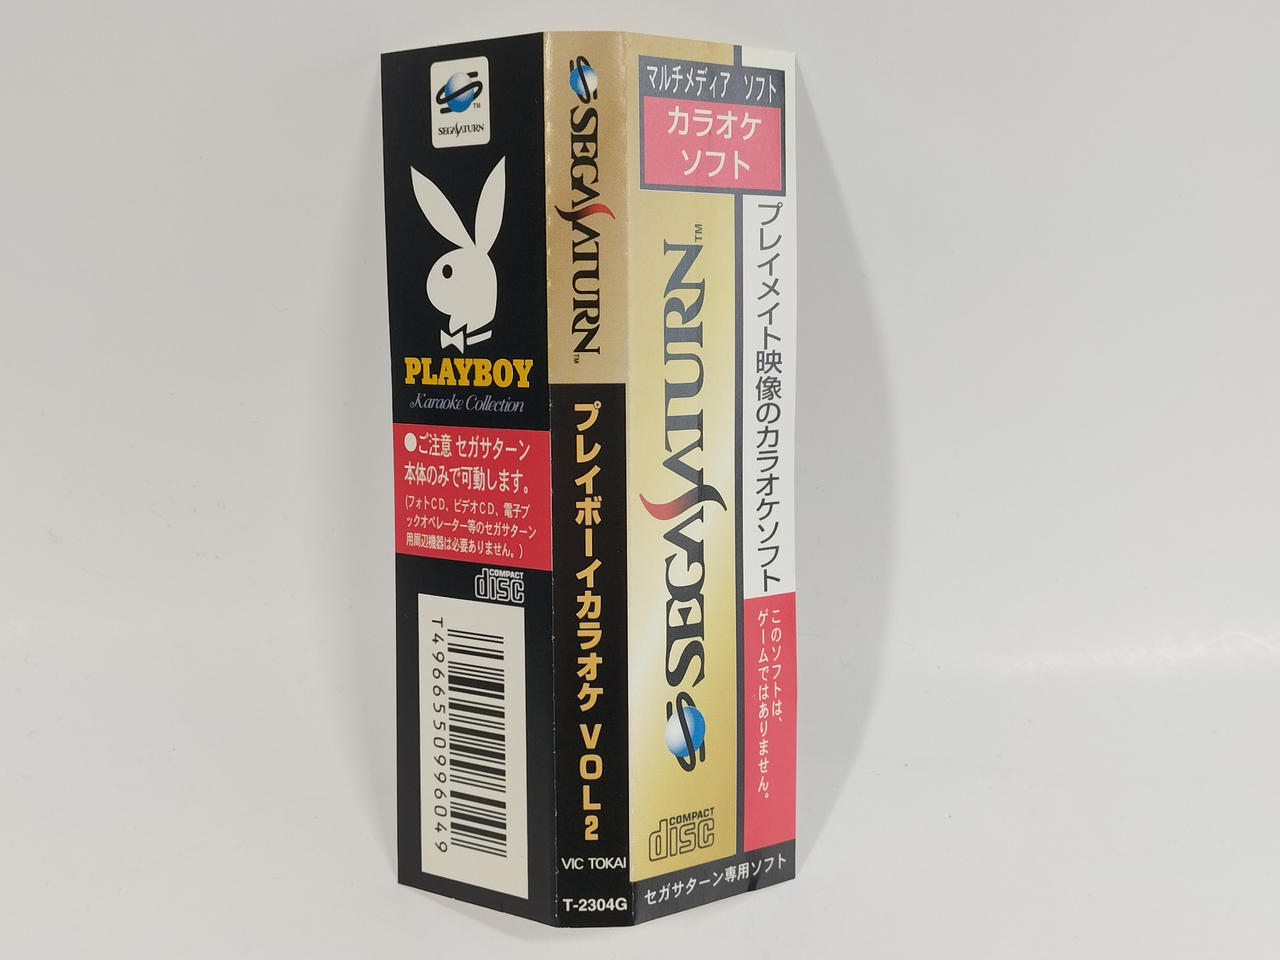 TM
SEGA SATURN
PLAYBOY
Karaoke Collection
●ご注意 セガサターン
本体のみで可動します。
(フォトCD、ビデオCD、電子ブ
ックオペレーター等のセガサターン
用周辺機器は必要ありません。)
COMPACT
disc
T4966550996049
SEGA SATURN
TM
プレイボーイカラオケ VOL2
VIC TOKAI
T-2304G
マルチメディア ソフト
カラオケ
ソフト
SEGA SATURN
TM
COMPACT
disc
プレイメイト映像のカラオケソフト
このソフトは、
ゲームではありません。
セガサターン専用ソフト